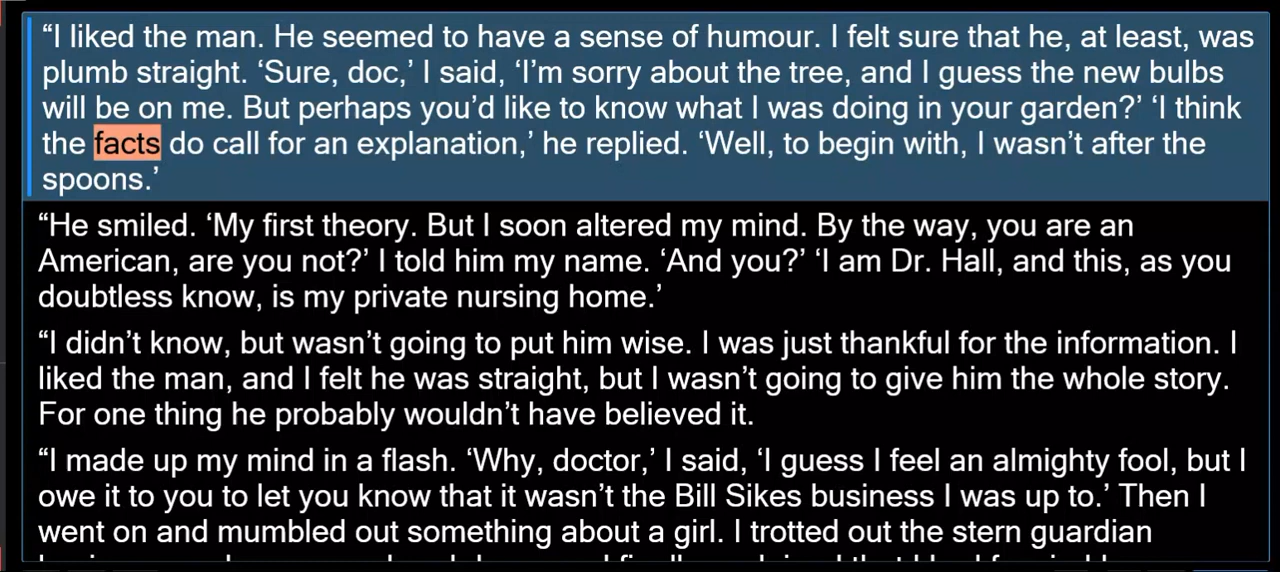 “I liked the man. He seemed to have a sense of humour. I felt sure that he, at least, was
plumb straight. ‘Sure, doc,’ I said, ‘I’m sorry about the tree, and I guess the new bulbs
will be on me. But perhaps you’d like to know what I was doing in your garden?’ ‘I think
the facts do call for an explanation,’ he replied. ‘Well, to begin with, I wasn’t after the
spoons.’
“He smiled. ‘My first theory. But I soon altered my mind. By the way, you are an
American, are you not?’ I told him my name. ‘And you?’ ‘I am Dr. Hall, and this, as you
doubtless know, is my private nursing home.’
“I didn’t know, but wasn’t going to put him wise. I was just thankful for the information. I
liked the man, and I felt he was straight, but I wasn’t going to give him the whole story.
For one thing he probably wouldn’t have believed it.
“I made up my mind in a flash. ‘Why, doctor,’ I said, ‘I guess I feel an almighty fool, but I
owe it to you to let you know that it wasn’t the Bill Sikes business I was up to.’ Then I
went on and mumbled out something about a girl. I trotted out the stern guardian